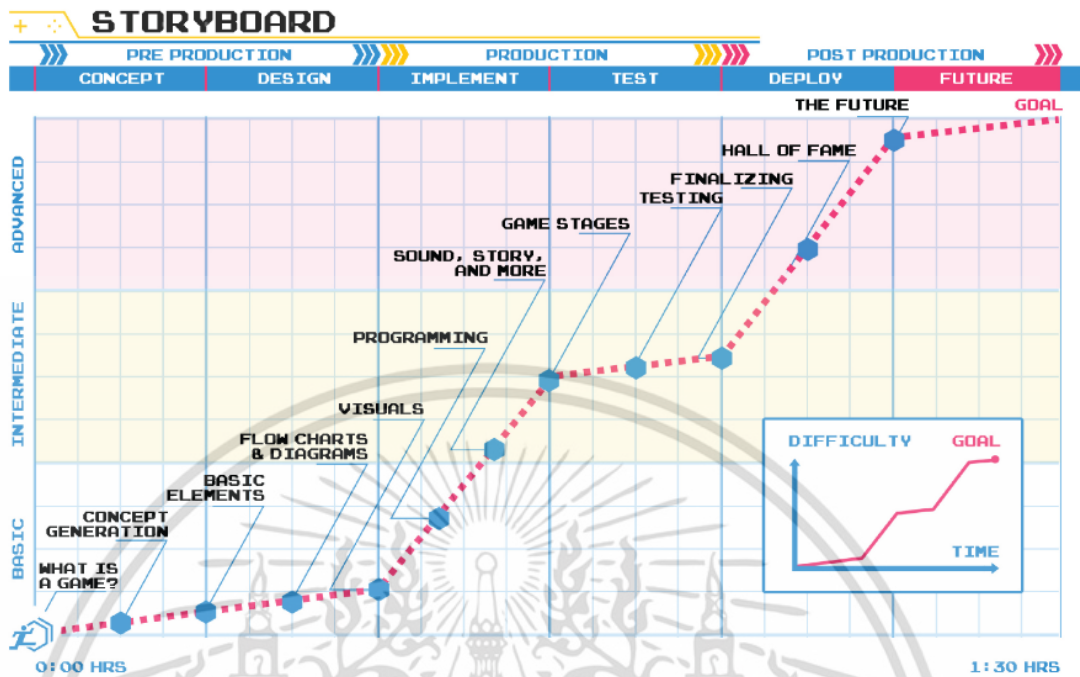 STORYBOARD
PRE PRODUCTION
PRODUCTION
POST PRODUCTION
CONCEPT
DESIGN
IMPLEMENT
TEST
DEPLOY
FUTURE
THE FUTURE
GOAL
HALL OF FAME
FINALIZING
TESTING
GAME STAGES
SOUND, STORY,
AND MORE
PROGRAMMING
VISUALS
FLOW CHARTS
& DIAGRAMS
BASIC
ELEMENTS
CONCEPT
GENERATION
WHAT IS
A GAME?
ADVANCED
INTERMEDIATE
BASIC
DIFFICULTY
GOAL
TIME
0:00 HRS
1:30 HRS